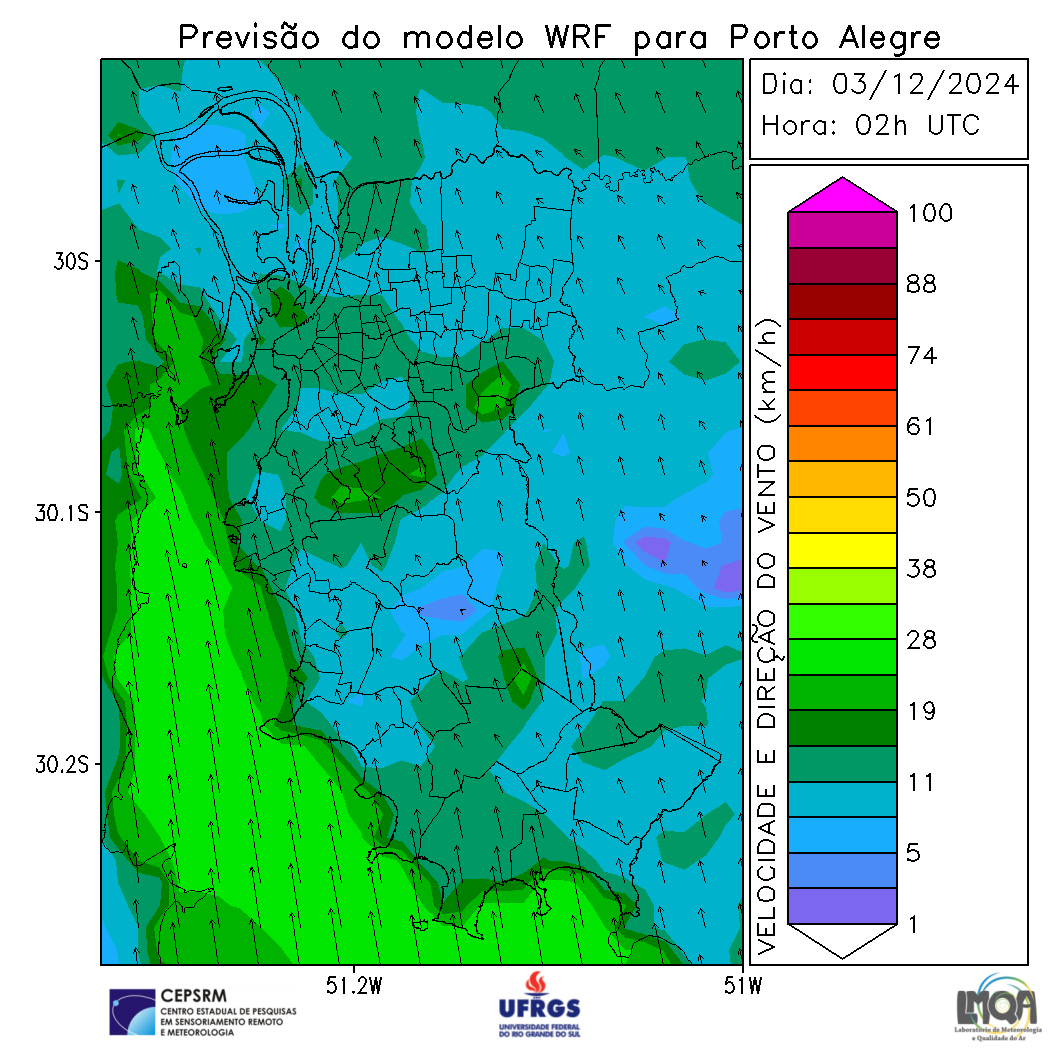 Previsão do modelo WRF para Porto Alegre
Dia: 03/12/2024
Hora: 02h UTC
30S
30.1S
30.2S
51.2W
51W
VELOCIDADE E DIREÇÃO DO VENTO (km/h)
100
88
74
61
50
38
28
19
11
5
1
CEPSRM
CENTRO ESTADUAL DE PESQUISAS
EM SENSORIAMENTO REMOTO
E METEOROLOGIA
UFRGS
UNIVERSIDADE FEDERAL
DO RIO GRANDE DO SUL
LMQA
Laboratório de Meteorologia
e Qualidade do Ar